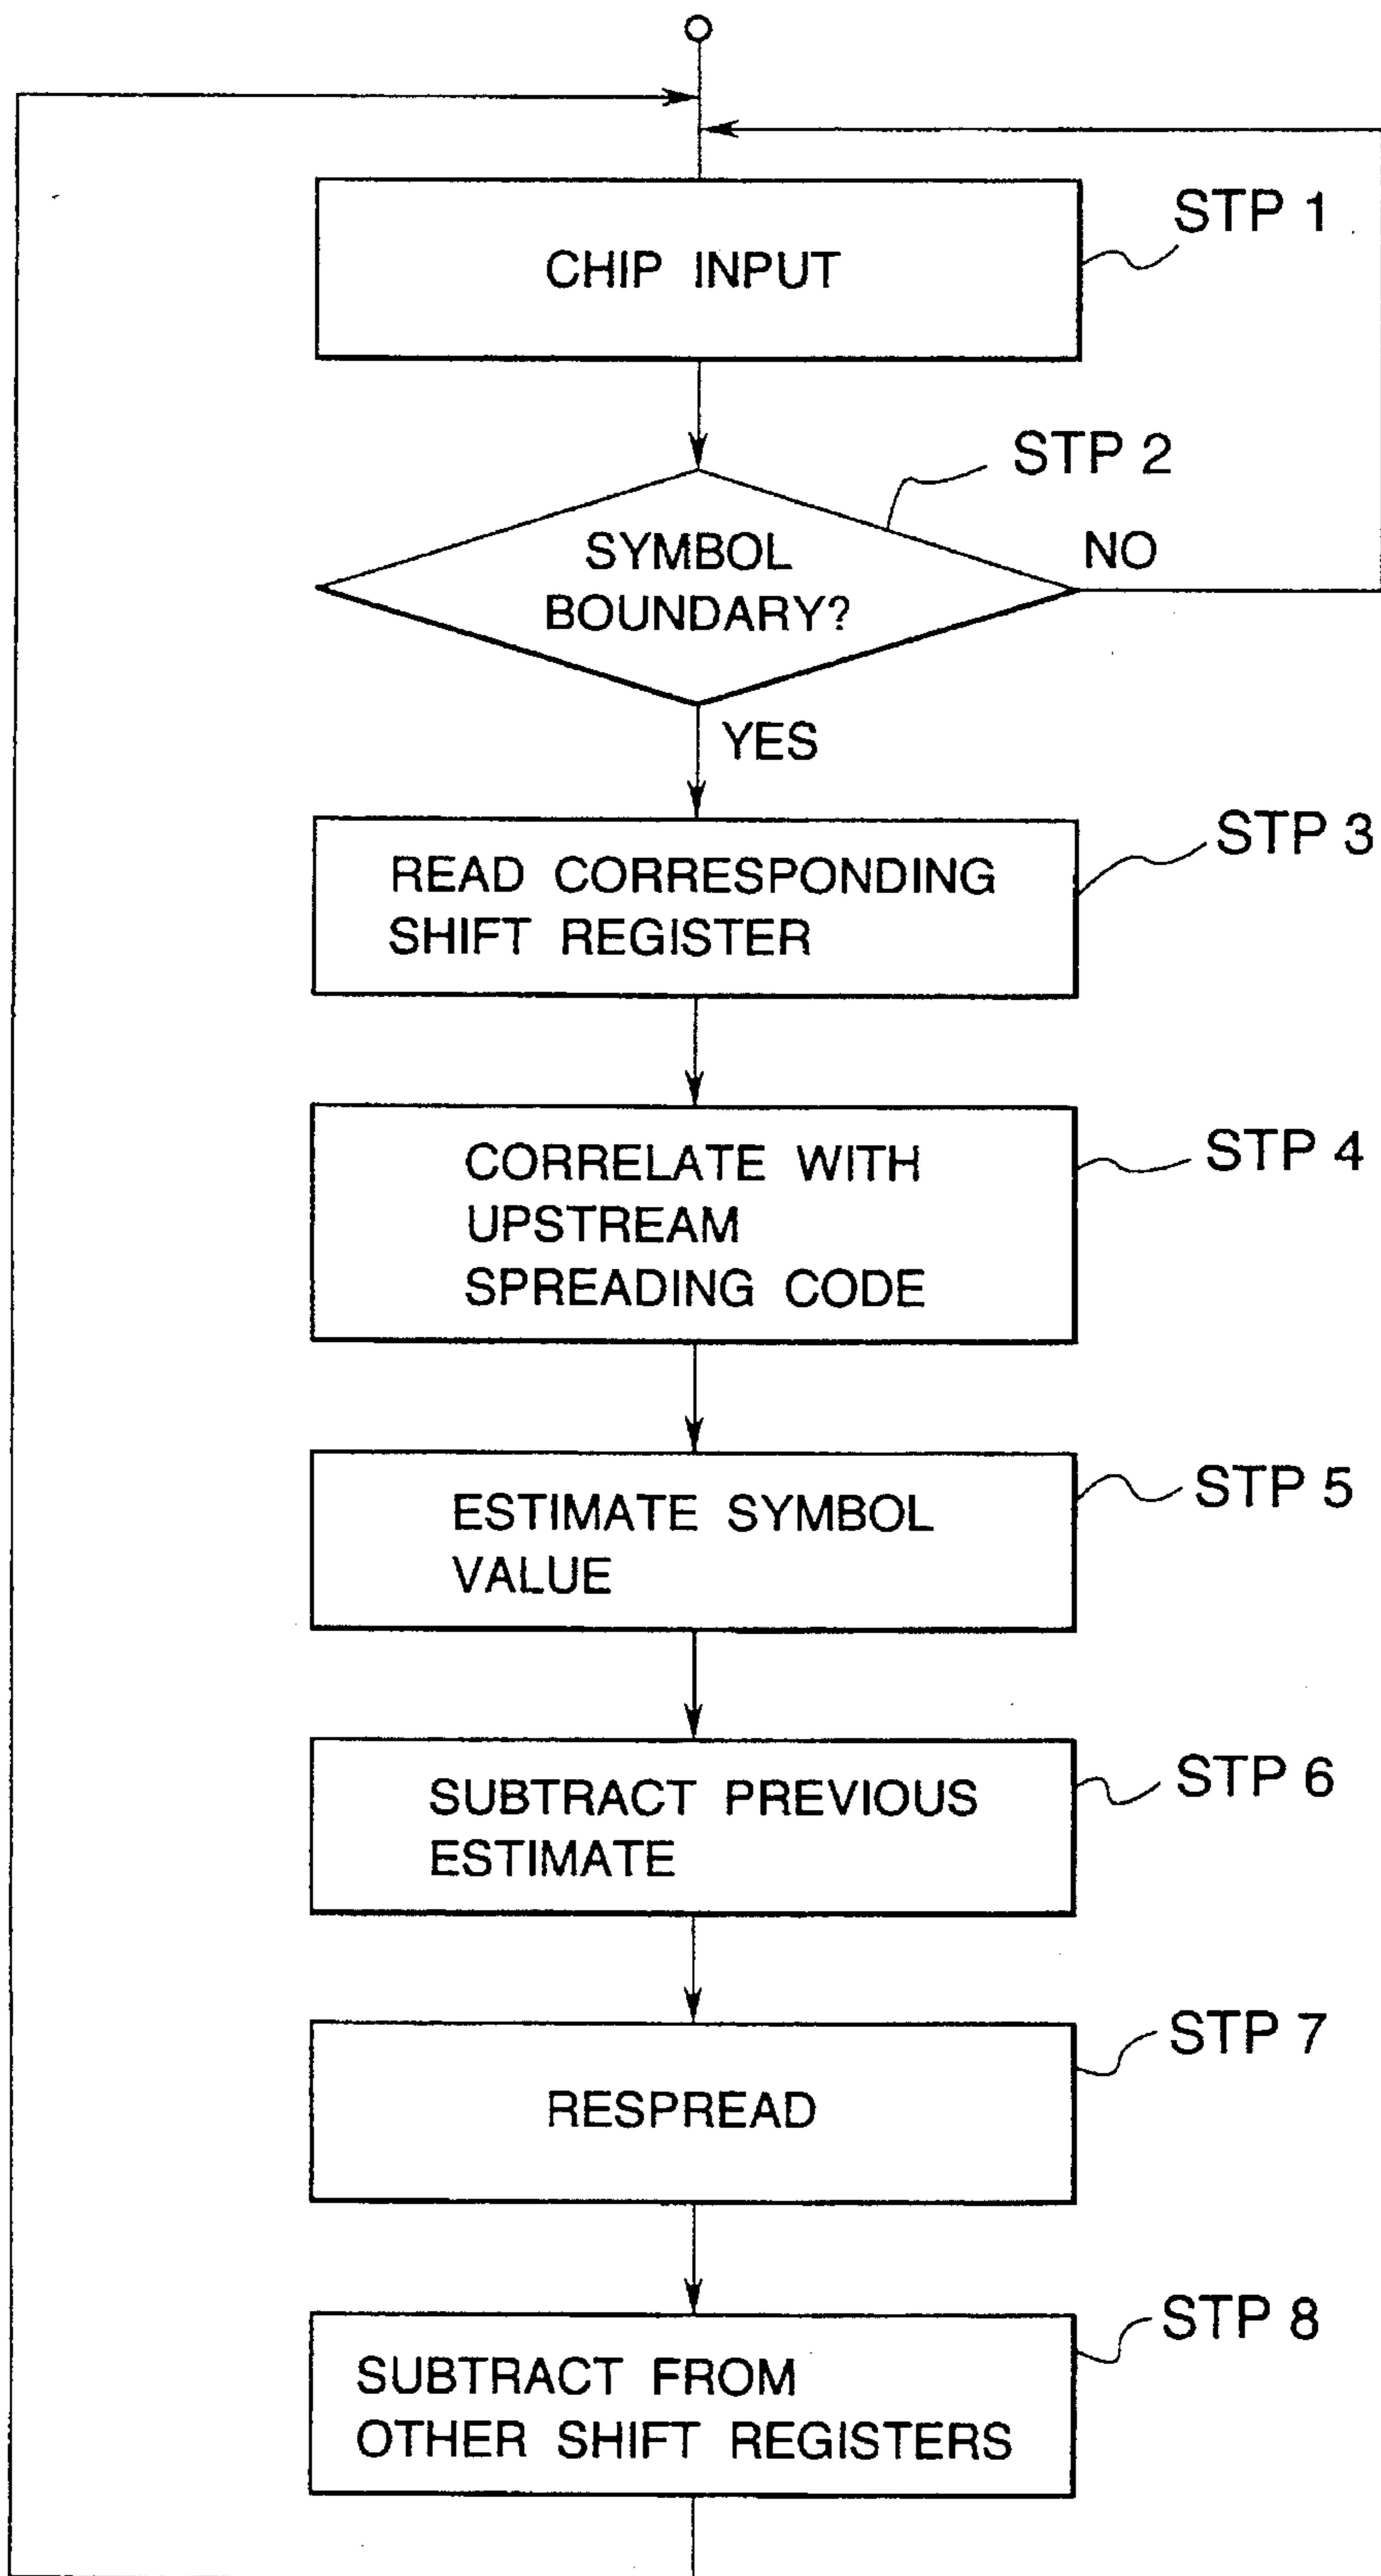 STP 1
CHIP INPUT
STP 2
SYMBOL
BOUNDARY?
NO
YES
STP 3
READ CORRESPONDING
SHIFT REGISTER
STP 4
CORRELATE WITH
UPSTREAM
SPREADING CODE
STP 5
ESTIMATE SYMBOL
VALUE
STP 6
SUBTRACT PREVIOUS
ESTIMATE
STP 7
RESPREAD
STP 8
SUBTRACT FROM
OTHER SHIFT REGISTERS